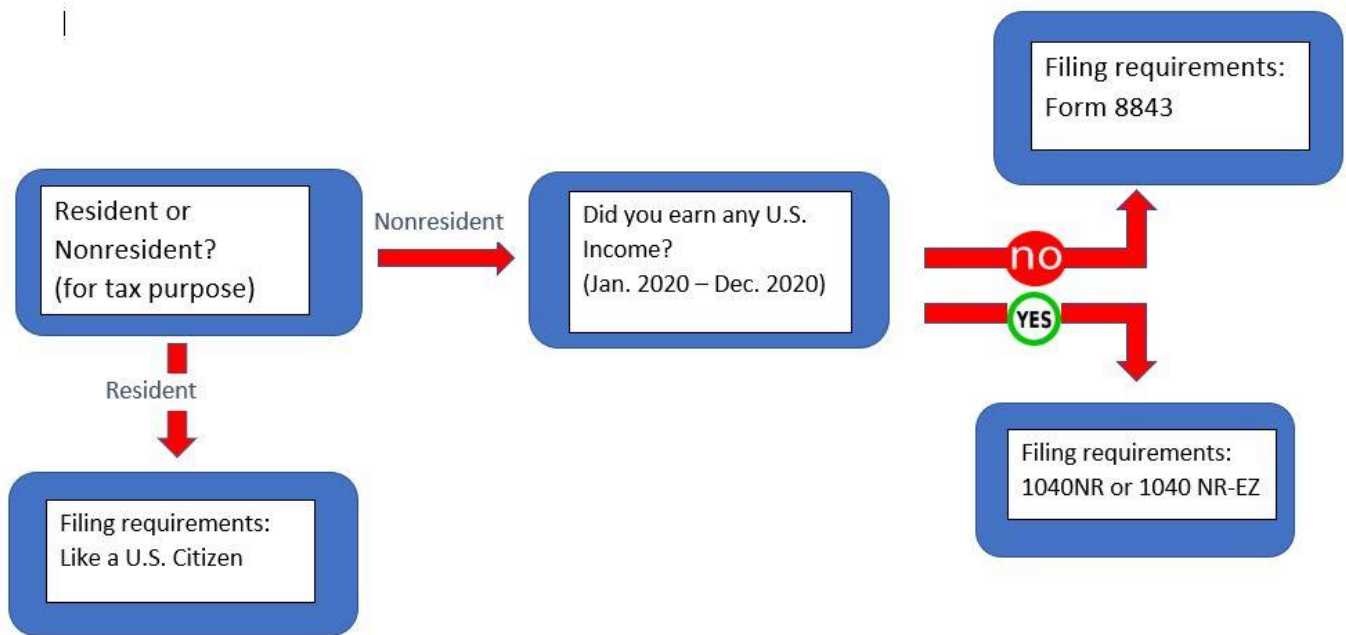 Resident or
Nonresident?
(for tax purpose)
Nonresident
Resident
Filing requirements:
Like a U.S. Citizen
Did you earn any U.S.
Income?
(Jan. 2020 – Dec. 2020)
no
YES
Filing requirements:
Form 8843
Filing requirements:
1040NR or 1040 NR-EZ